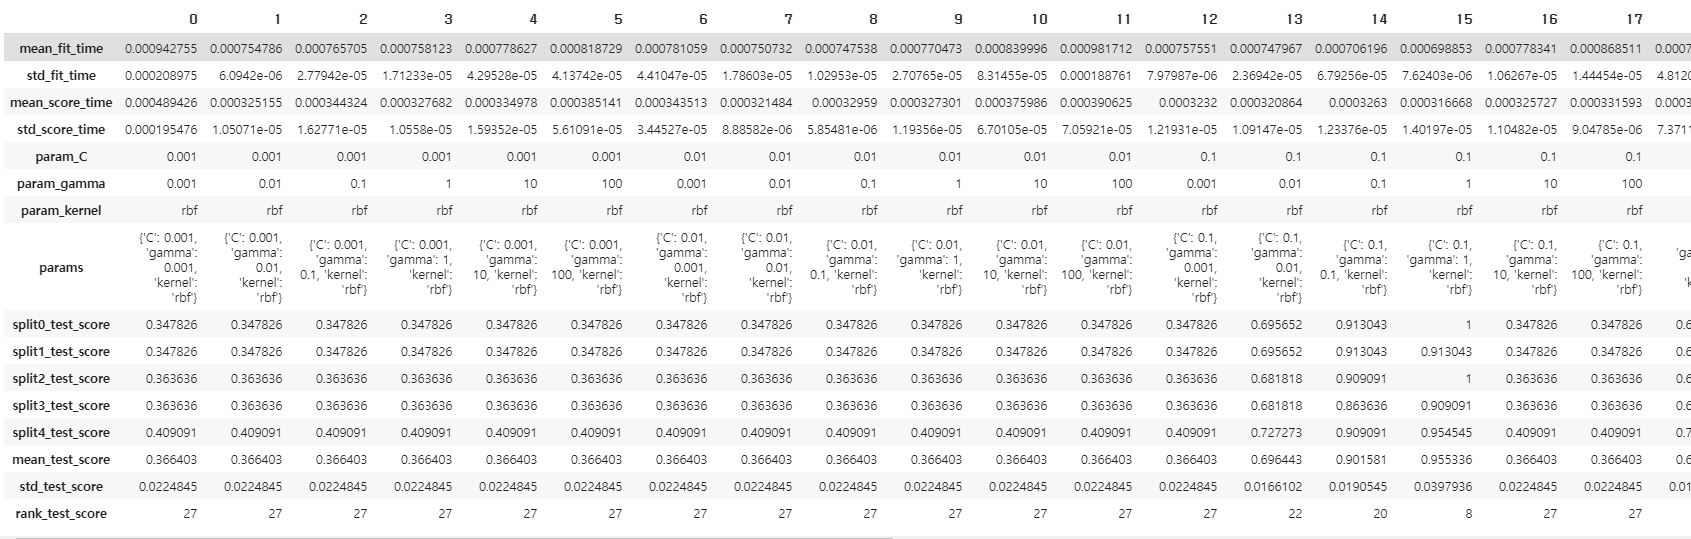 0 1 2 3 4 5 6 7 8 9 10 11 12 13 14 15 16 17
mean_fit_time 0.000942755 0.000754786 0.000765705 0.000758123 0.000778627 0.000818729 0.000781059 0.000750732 0.000747538 0.000770473 0.000839996 0.000981712 0.000757551 0.000747967 0.000706196 0.000698853 0.000778341 0.000868511 0.0007
std_fit_time 0.000208975 6.0942e-06 2.77942e-05 1.71233e-05 4.29528e-05 4.13742e-05 4.41047e-05 1.78603e-05 1.02953e-05 2.70765e-05 8.31455e-05 0.000188761 7.97987e-06 2.36942e-05 6.79256e-05 7.62403e-06 1.06267e-05 1.44454e-05 4.812
mean_score_time 0.000489426 0.000325155 0.000344324 0.000327682 0.000334978 0.000385141 0.000343513 0.000321484 0.00032959 0.000327301 0.000375986 0.000390625 0.0003232 0.000320864 0.0003263 0.000316668 0.000325727 0.000331593 0.0003
std_score_time 0.000195476 1.05071e-05 1.62771e-05 1.0558e-05 1.59352e-05 5.61091e-05 3.44527e-05 8.88582e-06 5.85481e-06 1.19356e-05 6.70105e-05 7.05921e-05 1.21931e-05 1.09147e-05 1.23376e-05 1.40197e-05 1.10482e-05 9.04785e-06 7.371
param_C 0.001 0.001 0.001 0.001 0.001 0.001 0.01 0.01 0.01 0.01 0.01 0.01 0.1 0.1 0.1 0.1 0.1 0.1
param_gamma 0.001 0.01 0.1 1 10 100 0.001 0.01 0.1 1 10 100 0.001 0.01 0.1 1 10 100
param_kernel rbf rbf rbf rbf rbf rbf rbf rbf rbf rbf rbf rbf rbf rbf rbf rbf rbf rbf
params {'C': 0.001, 'gamma': 0.001, 'kernel': 'rbf'} {'C': 0.001, 'gamma': 0.01, 'kernel': 'rbf'} {'C': 0.001, 'gamma': 0.1, 'kernel': 'rbf'} {'C': 0.001, 'gamma': 1, 'kernel': 'rbf'} {'C': 0.001, 'gamma': 10, 'kernel': 'rbf'} {'C': 0.001, 'gamma': 100, 'kernel': 'rbf'} {'C': 0.01, 'gamma': 0.001, 'kernel': 'rbf'} {'C': 0.01, 'gamma': 0.01, 'kernel': 'rbf'} {'C': 0.01, 'gamma': 0.1, 'kernel': 'rbf'} {'C': 0.01, 'gamma': 1, 'kernel': 'rbf'} {'C': 0.01, 'gamma': 10, 'kernel': 'rbf'} {'C': 0.01, 'gamma': 100, 'kernel': 'rbf'} {'C': 0.1, 'gamma': 0.001, 'kernel': 'rbf'} {'C': 0.1, 'gamma': 0.01, 'kernel': 'rbf'} {'C': 0.1, 'gamma': 0.1, 'kernel': 'rbf'} {'C': 0.1, 'gamma': 1, 'kernel': 'rbf'} {'C': 0.1, 'gamma': 10, 'kernel': 'rbf'} {'C': 0.1, 'gamma': 100, 'kernel': 'rbf'}
split0_test_score 0.347826 0.347826 0.347826 0.347826 0.347826 0.347826 0.347826 0.347826 0.347826 0.347826 0.347826 0.347826 0.347826 0.695652 0.913043 1 0.347826 0.347826 0.6
split1_test_score 0.347826 0.347826 0.347826 0.347826 0.347826 0.347826 0.347826 0.347826 0.347826 0.347826 0.347826 0.347826 0.347826 0.695652 0.913043 0.913043 0.347826 0.347826 0.6
split2_test_score 0.363636 0.363636 0.363636 0.363636 0.363636 0.363636 0.363636 0.363636 0.363636 0.363636 0.363636 0.363636 0.363636 0.681818 0.909091 1 0.363636 0.363636 0.6
split3_test_score 0.363636 0.363636 0.363636 0.363636 0.363636 0.363636 0.363636 0.363636 0.363636 0.363636 0.363636 0.363636 0.363636 0.681818 0.863636 0.909091 0.363636 0.363636 0.6
split4_test_score 0.409091 0.409091 0.409091 0.409091 0.409091 0.409091 0.409091 0.409091 0.409091 0.409091 0.409091 0.409091 0.409091 0.727273 0.909091 0.954545 0.409091 0.409091 0.7
mean_test_score 0.366403 0.366403 0.366403 0.366403 0.366403 0.366403 0.366403 0.366403 0.366403 0.366403 0.366403 0.366403 0.366403 0.696443 0.901581 0.955336 0.366403 0.366403 0.6
std_test_score 0.0224845 0.0224845 0.0224845 0.0224845 0.0224845 0.0224845 0.0224845 0.0224845 0.0224845 0.0224845 0.0224845 0.0224845 0.0224845 0.0166102 0.0190545 0.0397936 0.0224845 0.0224845 0.01
rank_test_score 27 27 27 27 27 27 27 27 27 27 27 27 27 22 20 8 27 27